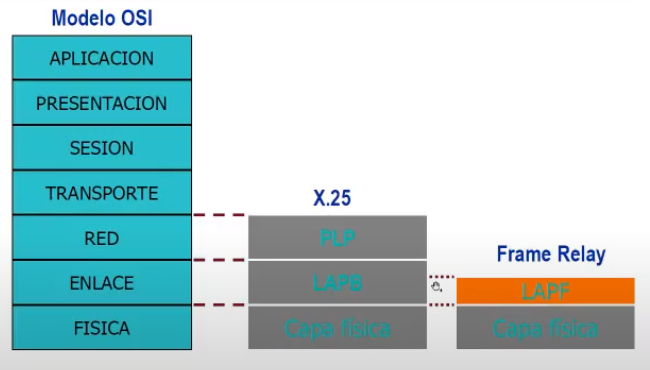 Modelo OSI
APLICACION
PRESENTACION
SESION
TRANSPORTE
RED
ENLACE
FISICA
X.25
PLP
LAPB
Capa física
Frame Relay
LAPF
Capa física